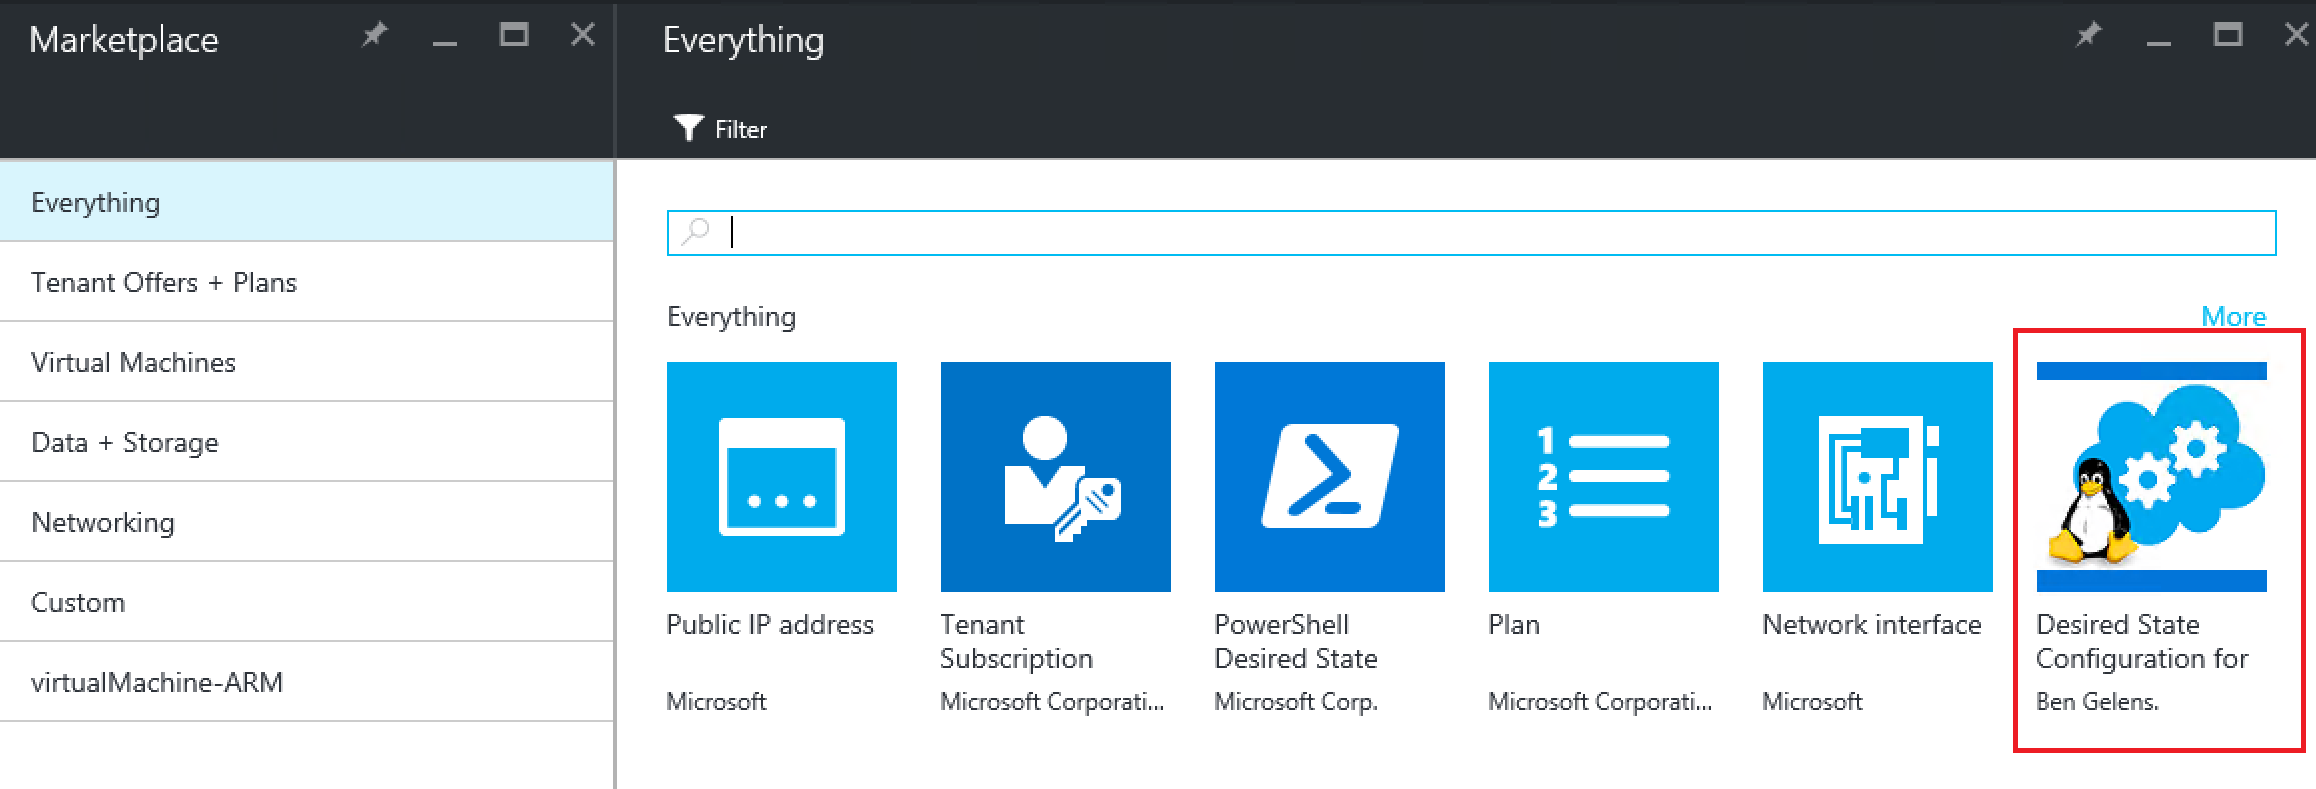 Marketplace
Everything
Filter
Everything
Tenant Offers + Plans
Virtual Machines
Data + Storage
Networking
Custom
virtualMachine-ARM
Everything
More
1
2
3
Public IP address
Microsoft
Tenant
Subscription
Microsoft Corporati...
PowerShell
Desired State
Microsoft Corp.
Plan
Microsoft Corporati...
Network interface
Microsoft
Desired State
Configuration for
Ben Gelens.